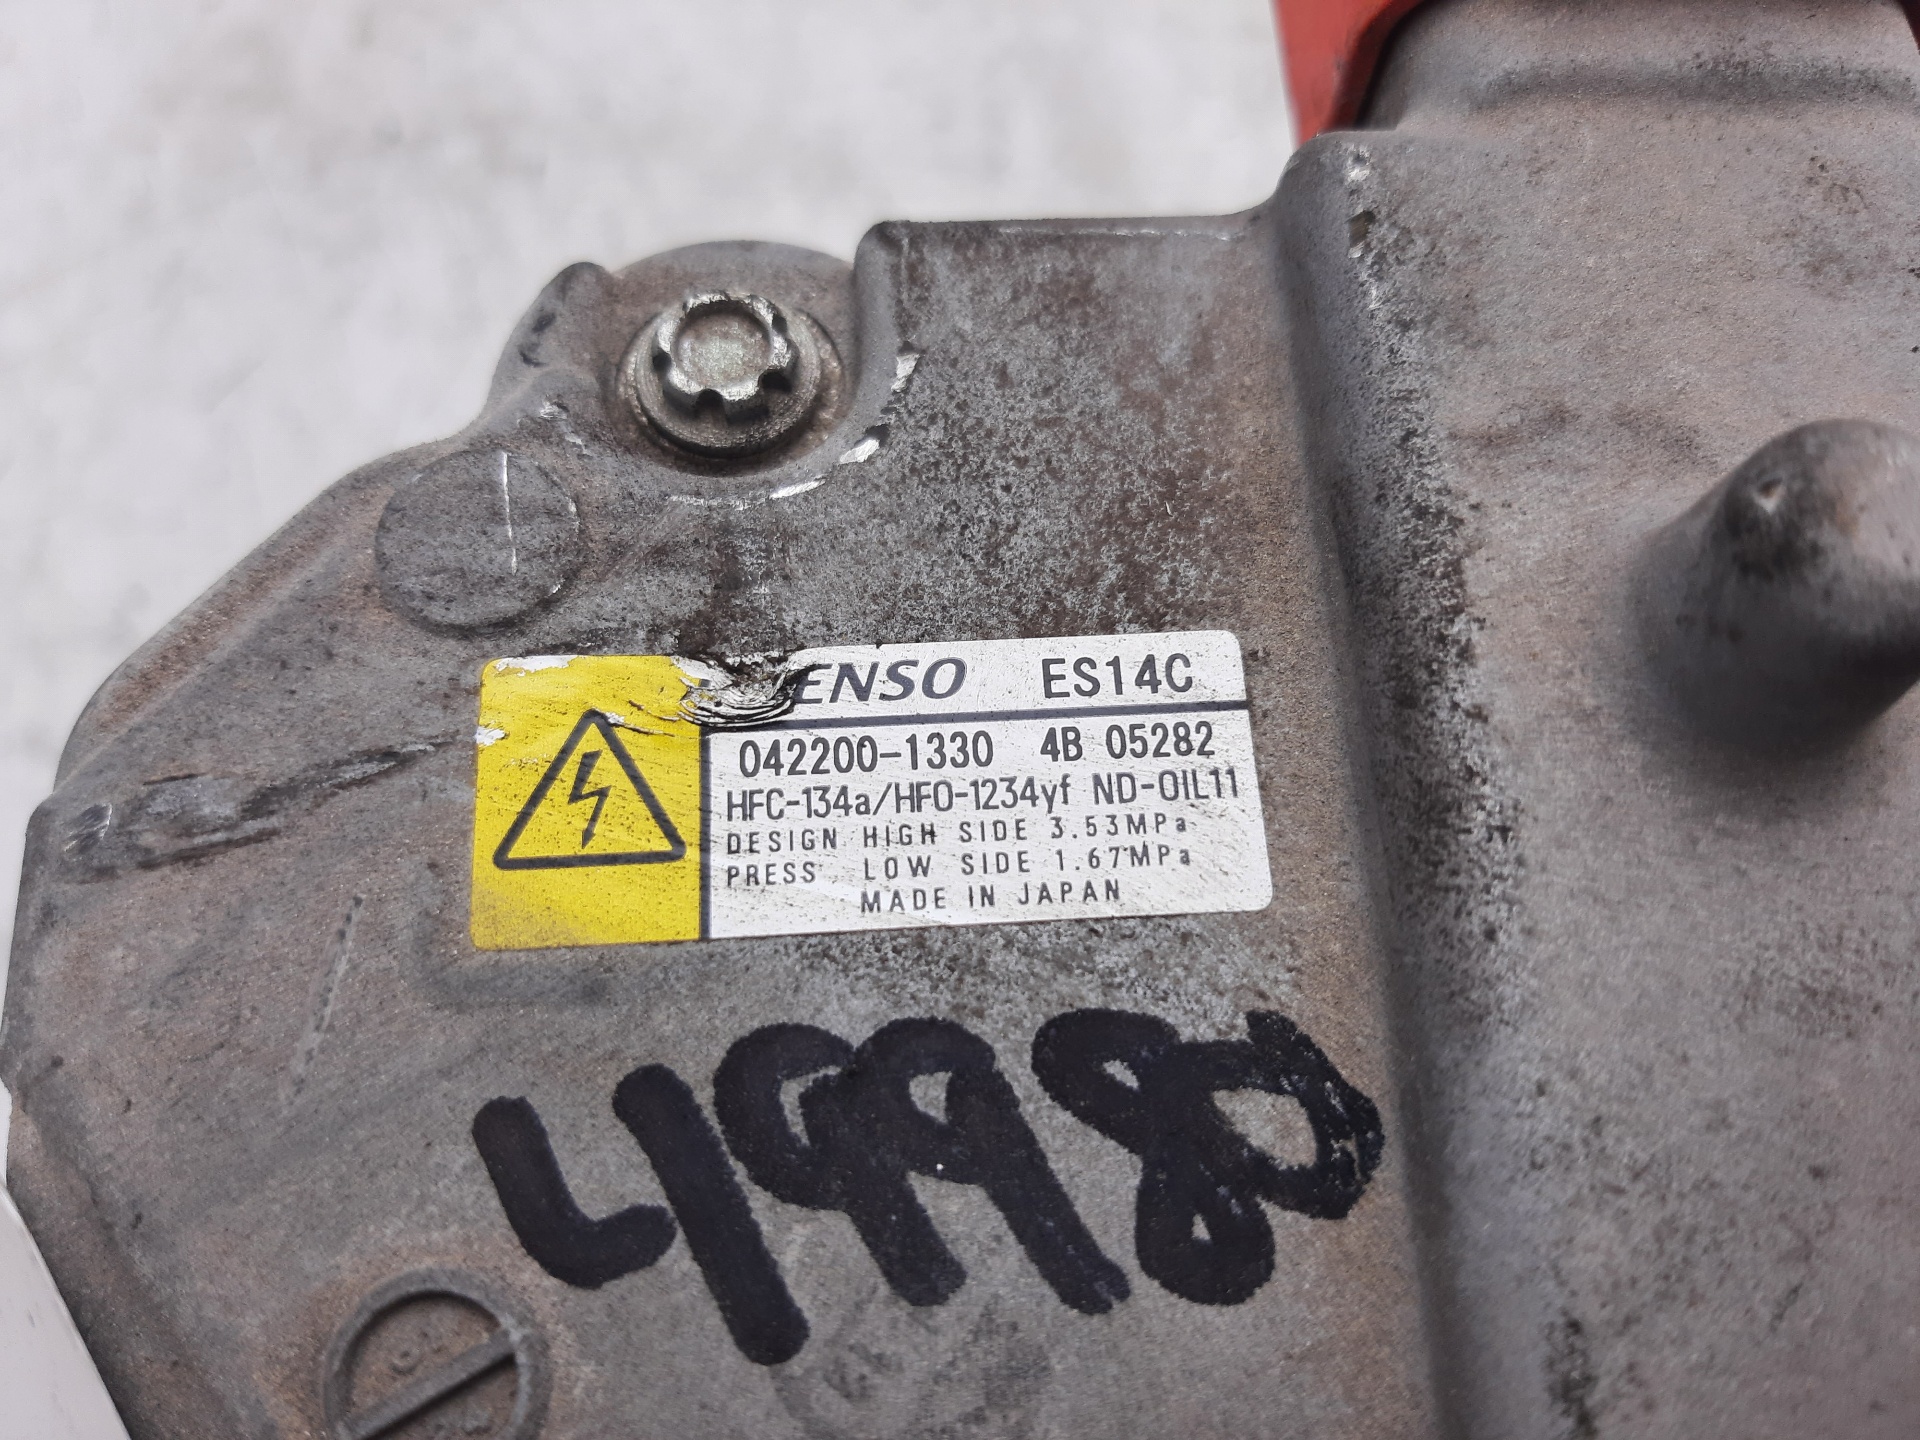 ENSO ES14C
042200-1330 4B 05282
HFC-134a/HFO-1234yf ND-OIL11
DESIGN HIGH SIDE 3.53MPa
PRESS LOW SIDE 1.67MPa
MADE IN JAPAN
49980